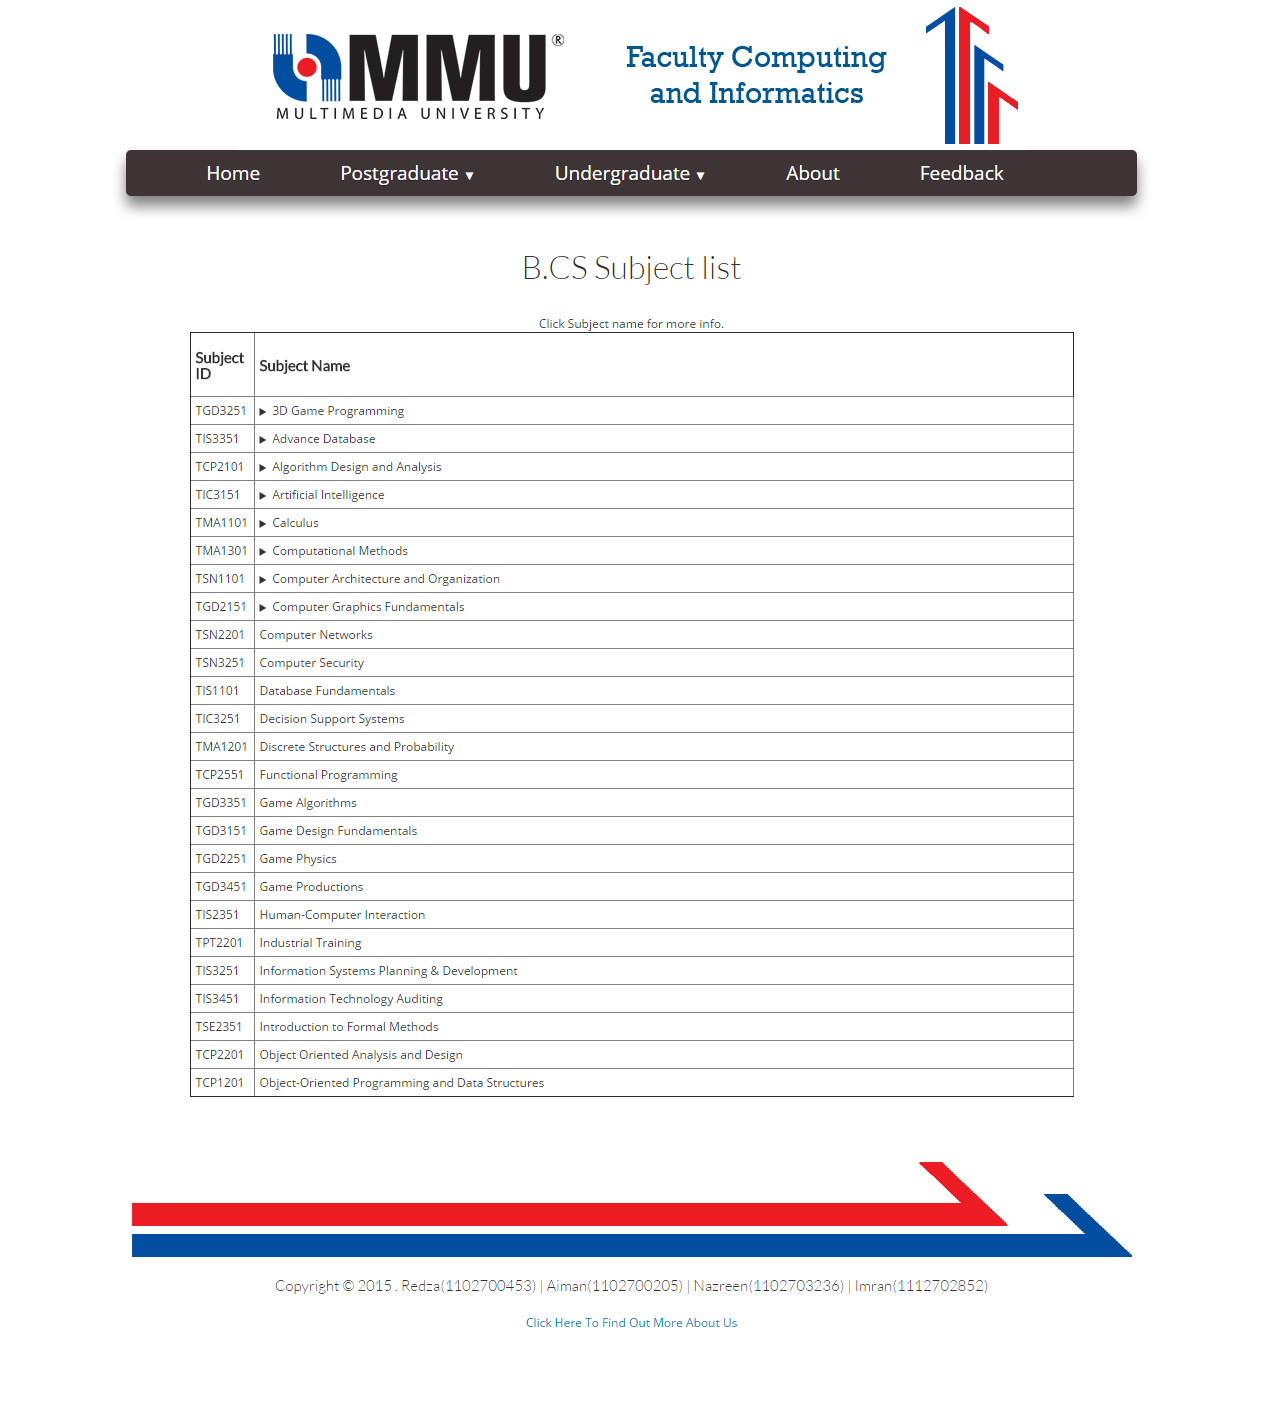 MMU®
MULTIMEDIA UNIVERSITY
Faculty Computing
and Informatics
Home Postgraduate ▼ Undergraduate ▼ About Feedback
B.CS Subject list
Click Subject name for more info.
Subject
ID
Subject Name
TGD3251 ▶ 3D Game Programming
TIS3351 ▶ Advance Database
TCP2101 ▶ Algorithm Design and Analysis
TIC3151 ▶ Artificial Intelligence
TMA1101 ▶ Calculus
TMA1301 ▶ Computational Methods
TSN1101 ▶ Computer Architecture and Organization
TGD2151 ▶ Computer Graphics Fundamentals
TSN2201 Computer Networks
TSN3251 Computer Security
TIS1101 Database Fundamentals
TIC3251 Decision Support Systems
TMA1201 Discrete Structures and Probability
TCP2551 Functional Programming
TGD3351 Game Algorithms
TGD3151 Game Design Fundamentals
TGD2251 Game Physics
TGD3451 Game Productions
TIS2351 Human-Computer Interaction
TPT2201 Industrial Training
TIS3251 Information Systems Planning & Development
TIS3451 Information Technology Auditing
TSE2351 Introduction to Formal Methods
TCP2201 Object Oriented Analysis and Design
TCP1201 Object-Oriented Programming and Data Structures
Copyright © 2015 . Redza(1102700453) | Aiman(1102700205) | Nazreen(1102703236) | Imran(1112702852)
Click Here To Find Out More About Us